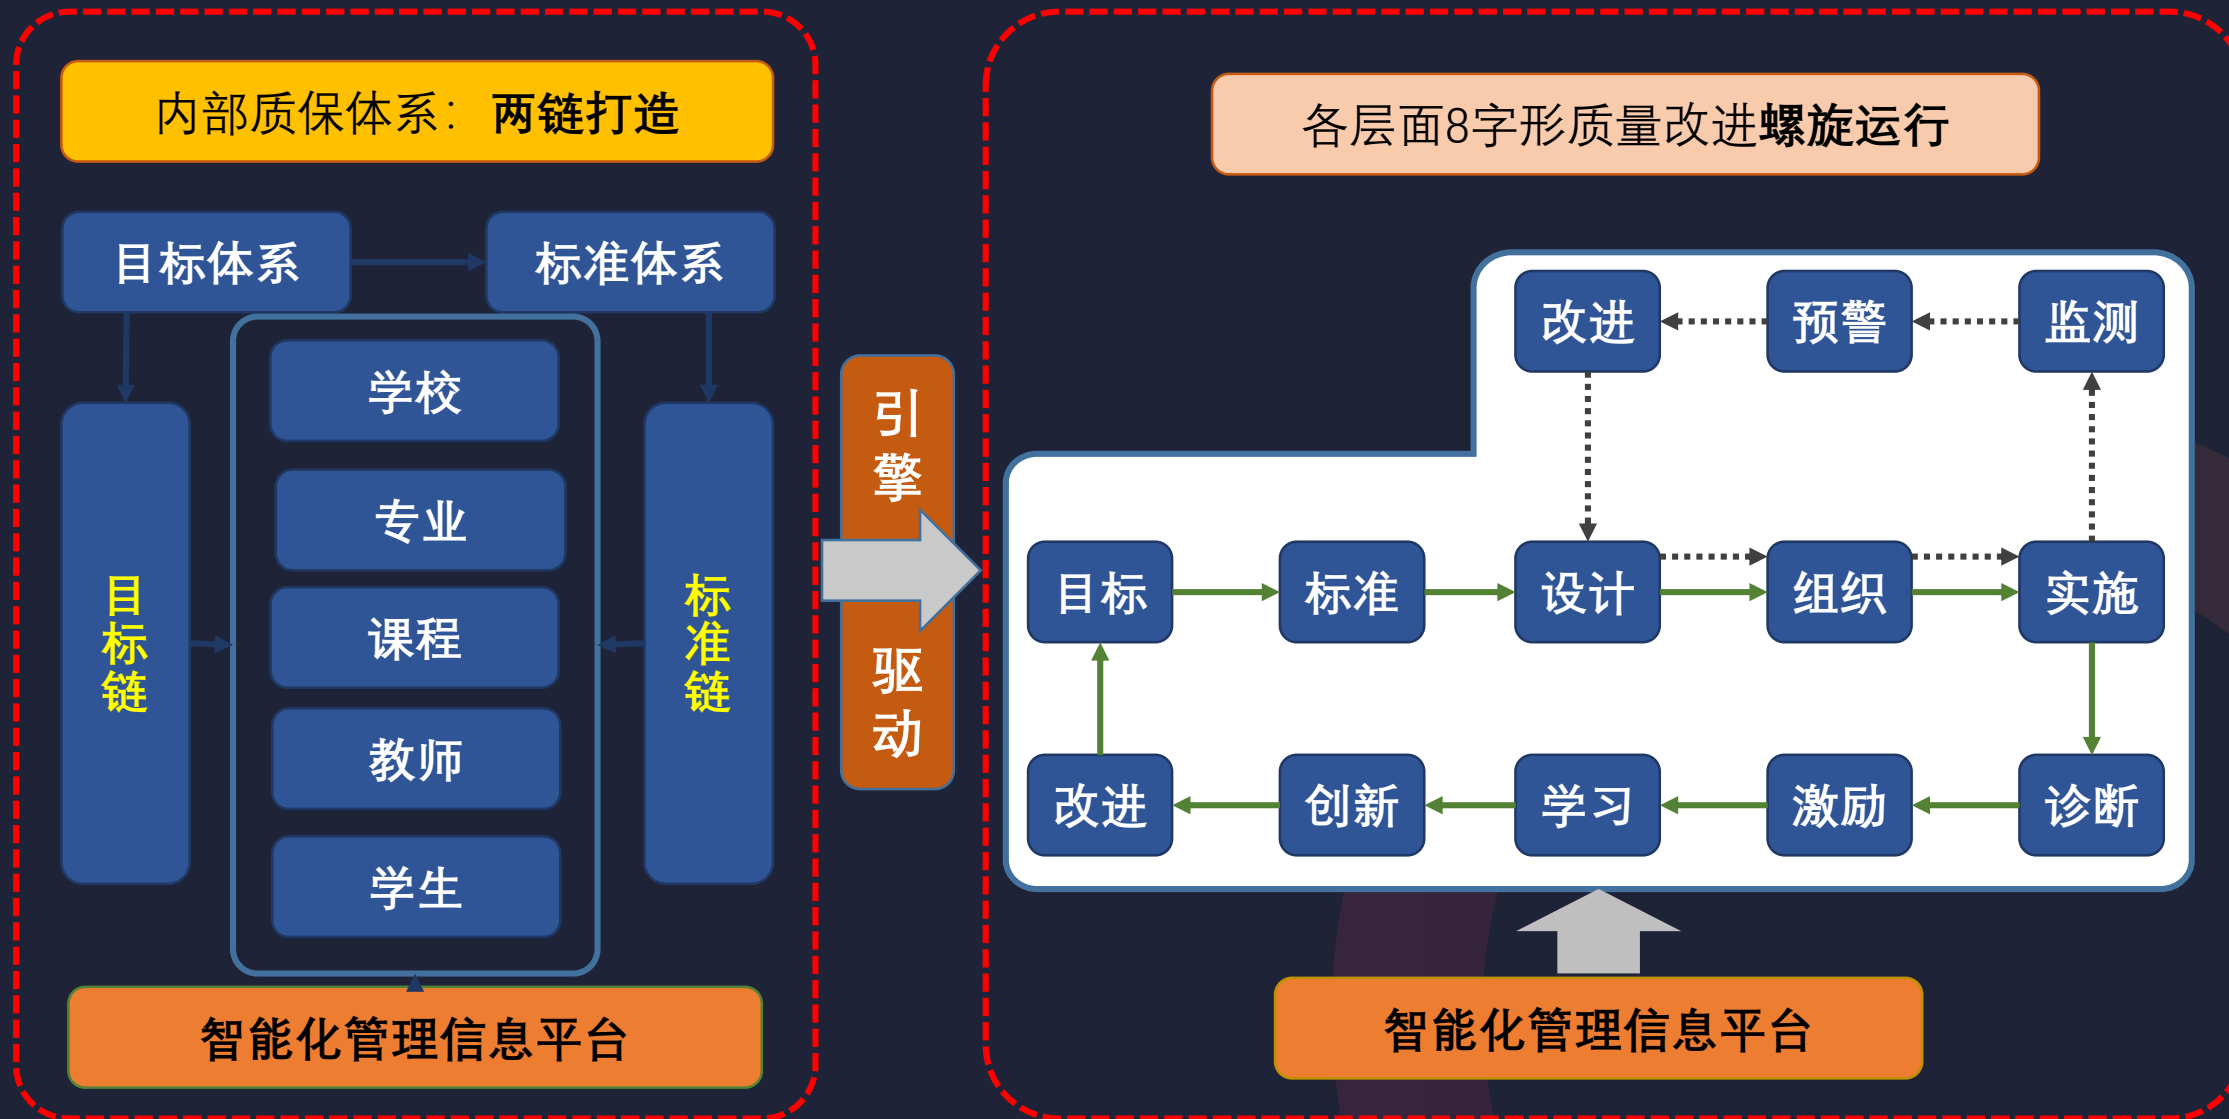 内部质保体系：两链打造
目标体系
标准体系
学校
专业
课程
教师
学生
目标链
标准链
智能化管理信息平台
引擎
驱动
各层面8字形质量改进螺旋运行
改进
预警
监测
目标
标准
设计
组织
实施
改进
创新
学习
激励
诊断
智能化管理信息平台